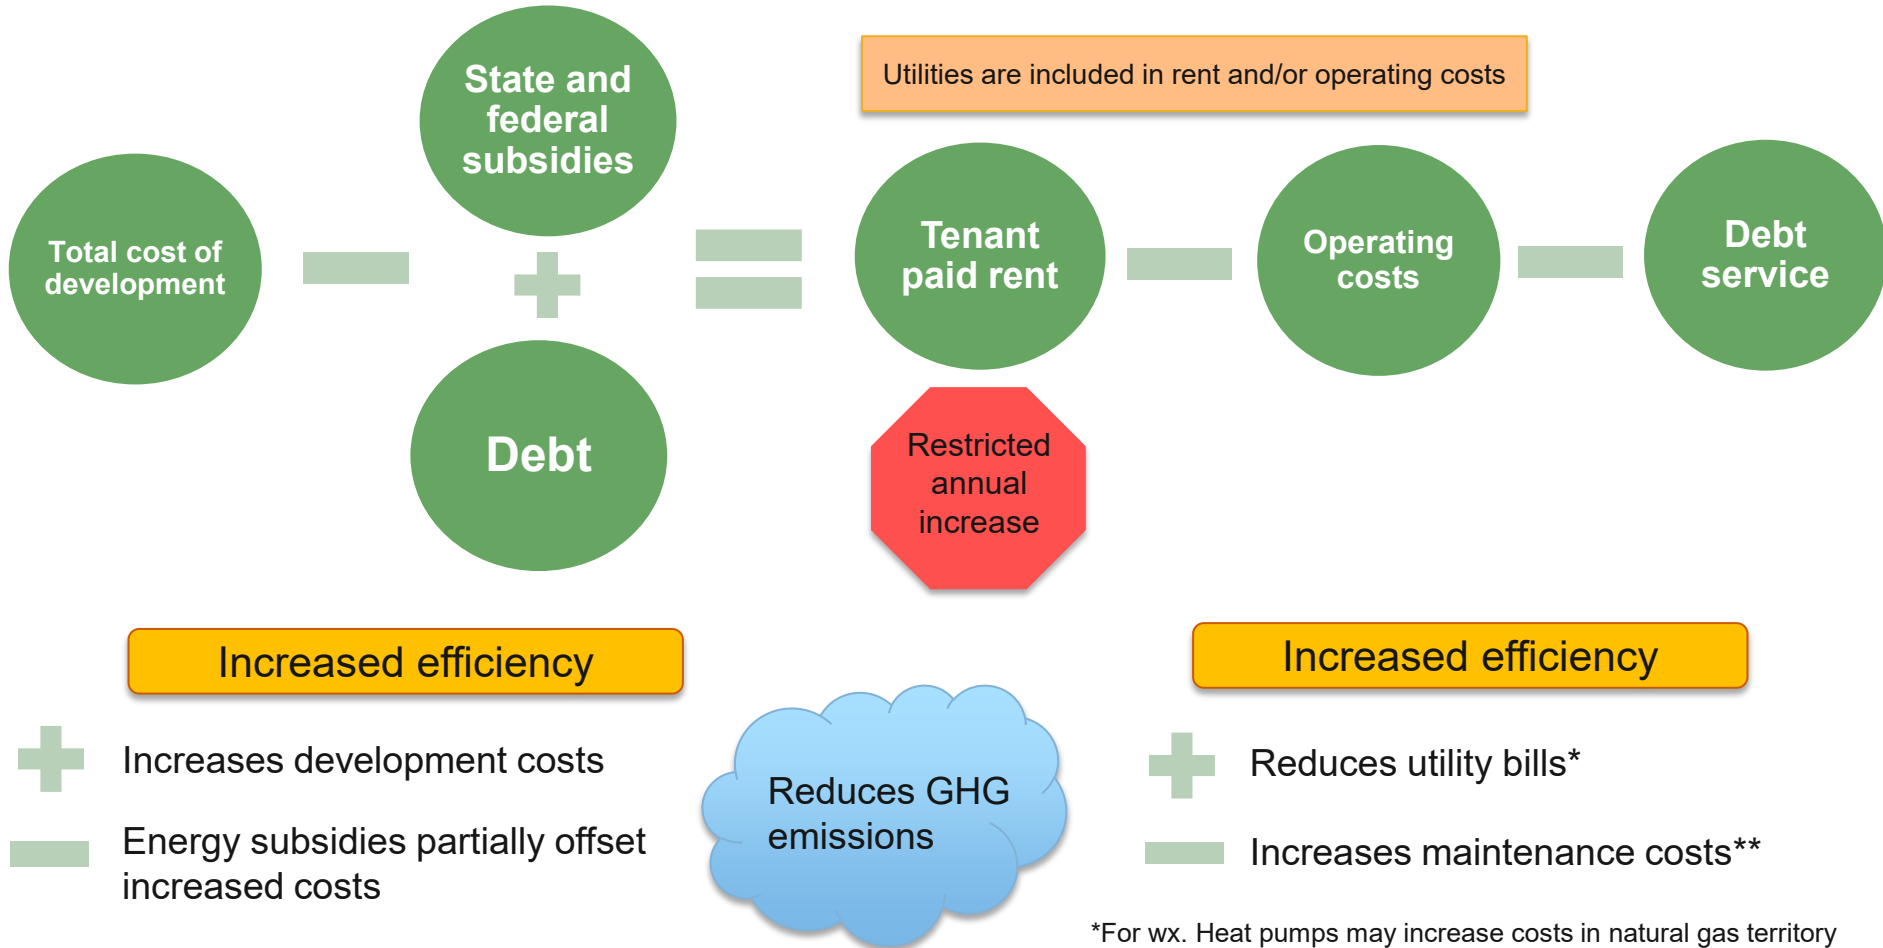 State and
federal
subsidies
Utilities are included in rent and/or operating costs
Total cost of
development
Tenant
paid rent
Operating
costs
Debt
service
Debt
Restricted
annual
increase
Increased efficiency
Increases development costs
Energy subsidies partially offset
increased costs
Reduces GHG
emissions
Increased efficiency
Reduces utility bills*
Increases maintenance costs**
*For wx. Heat pumps may increase costs in natural gas territory